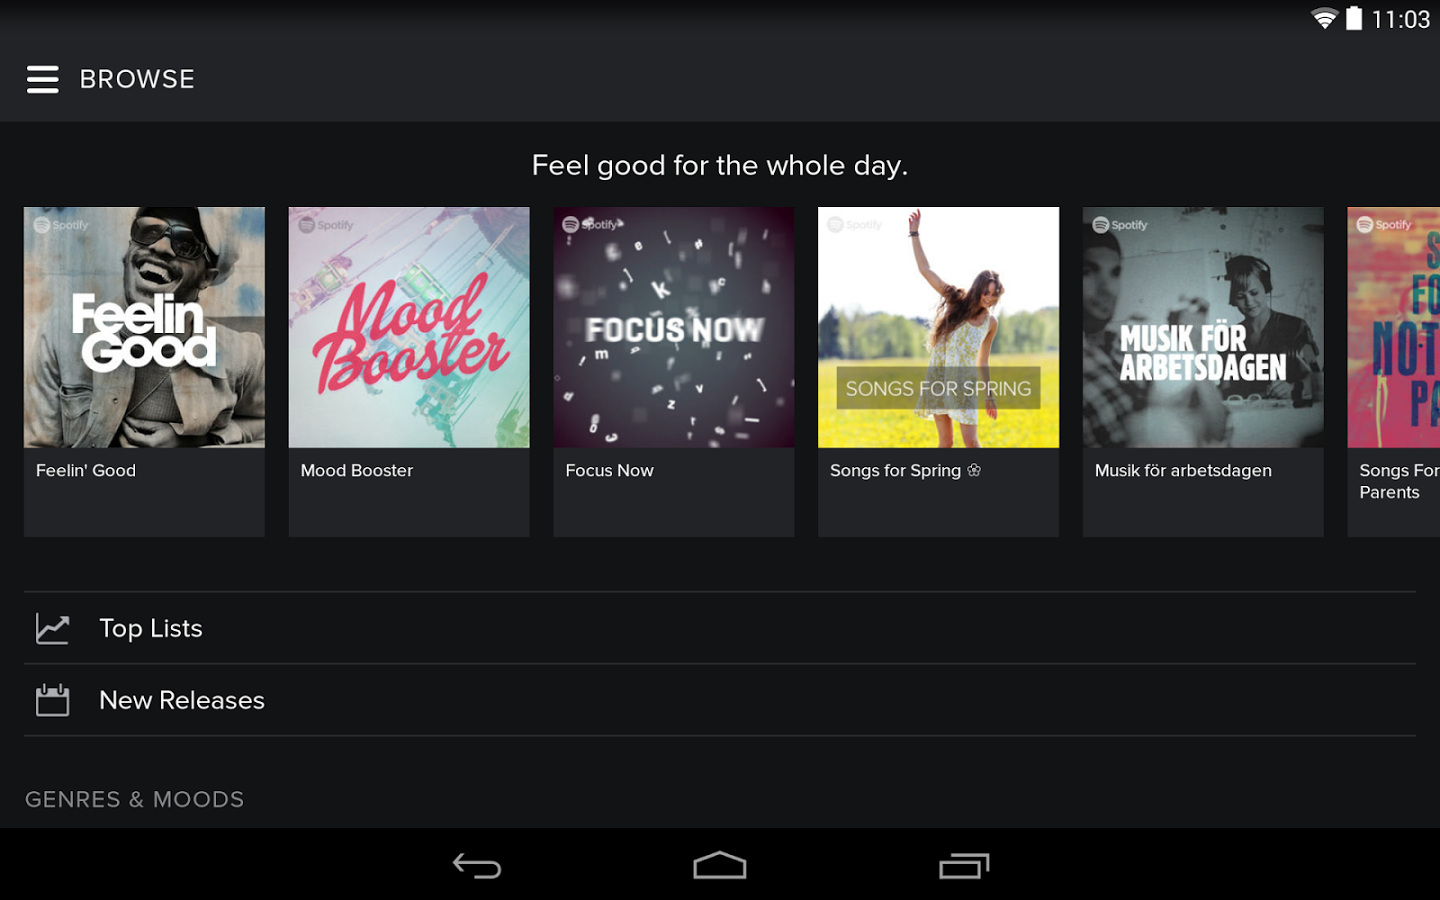 11:03
BROWSE
Feel good for the whole day.
Spotify
Feelin
Good
Feelin' Good
Spotify
Mood
Booster
Mood Booster
Spotify
FOCUS NOW
Focus Now
Spotify
SONGS FOR SPRING
Songs for Spring
Spotify
MUSIK FÖR
ARBETSDAGEN
Musik för arbetsdagen
Spotify
Songs For
Parents
Top Lists
New Releases
GENRES & MOODS